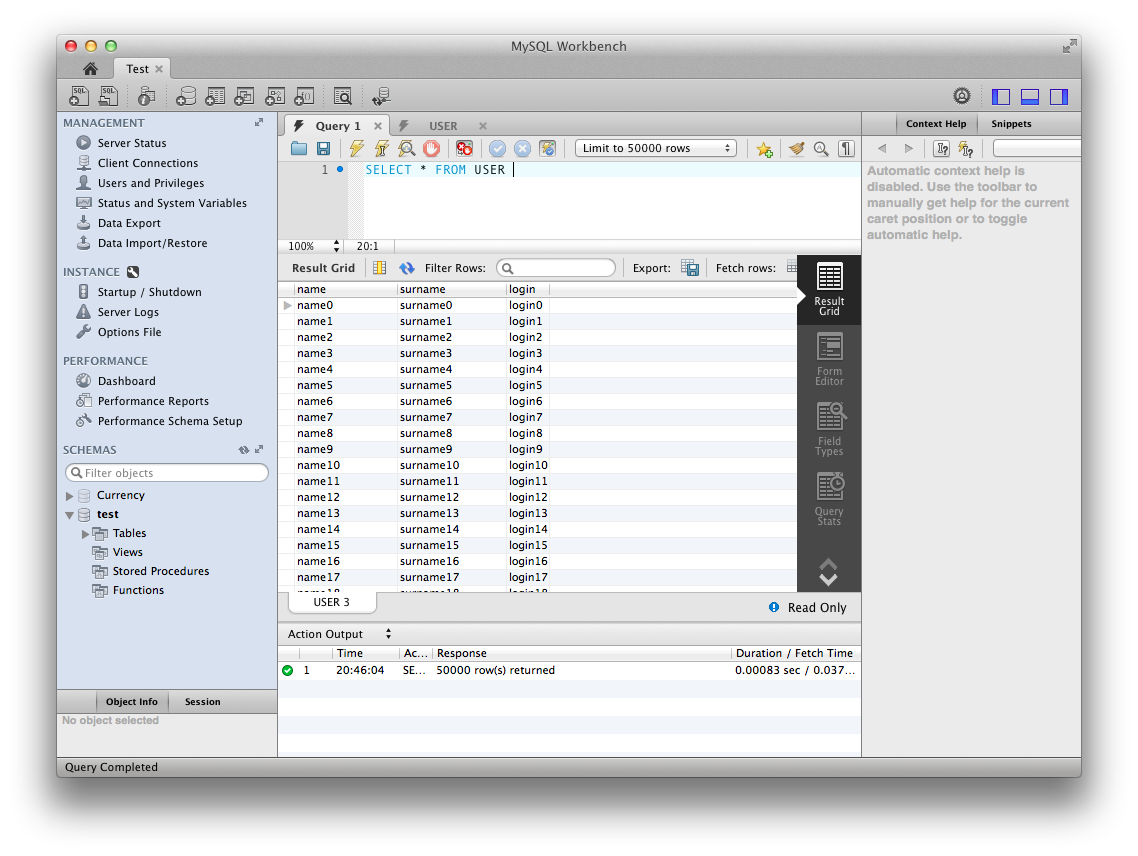 MySQL Workbench
Test
MANAGEMENT
Server Status
Client Connections
Users and Privileges
Status and System Variables
Data Export
Data Import/Restore
INSTANCE
Startup / Shutdown
Server Logs
Options File
PERFORMANCE
Dashboard
Performance Reports
Performance Schema Setup
SCHEMAS
Filter objects
Currency
test
Tables
Views
Stored Procedures
Functions
Object Info Session
No object selected
Query 1 USER
Limit to 50000 rows
1 SELECT * FROM USER
100% 20:1
Result Grid Filter Rows: Export: Fetch rows:
name surname login
name0 surname0 login0
name1 surname1 login1
name2 surname2 login2
name3 surname3 login3
name4 surname4 login4
name5 surname5 login5
name6 surname6 login6
name7 surname7 login7
name8 surname8 login8
name9 surname9 login9
name10 surname10 login10
name11 surname11 login11
name12 surname12 login12
name13 surname13 login13
name14 surname14 login14
name15 surname15 login15
name16 surname16 login16
name17 surname17 login17
Result
Grid
Form
Editor
Field
Types
Query
Stats
USER 3
Read Only
Action Output
Time Ac... Response Duration / Fetch Time
1 20:46:04 SE... 50000 row(s) returned 0.00083 sec / 0.037...
Context Help Snippets
Automatic context help is
disabled. Use the toolbar to
manually get help for the current
caret position or to toggle
automatic help.
Query Completed